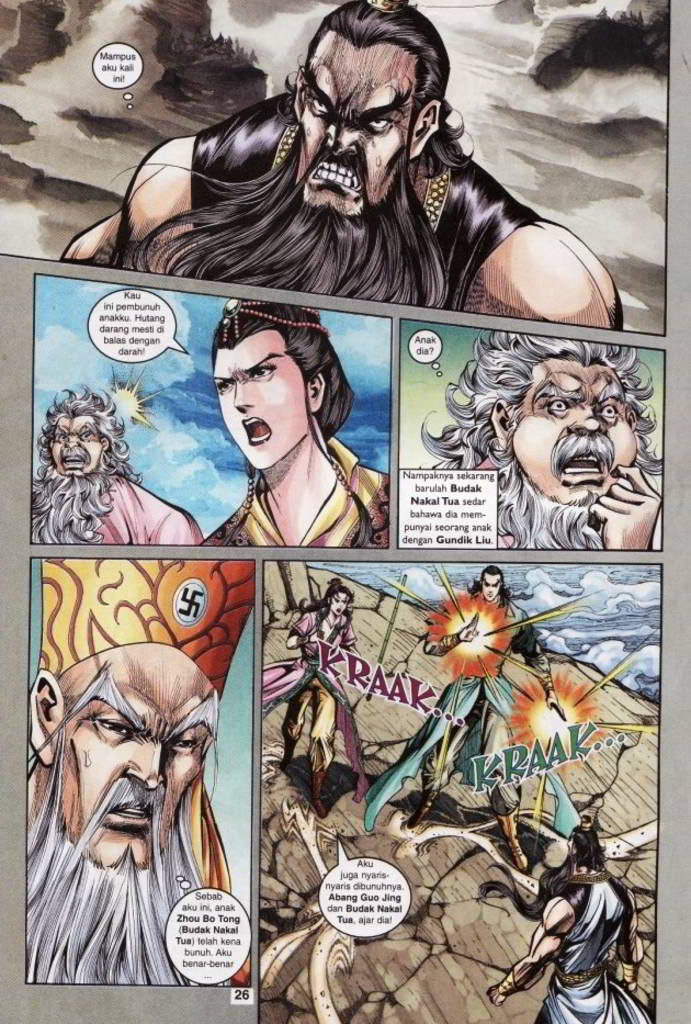 Mampus
aku kali
ini!
Kau
ini pembunuh
anakku. Hutang
darang mesti di
balas dengan
darah!
Anak
dia?
Nampaknya sekarang
barulah Budak
Nakal Tua sedar
bahawa dia mem-
punyai seorang anak
dengan Gundik Liu.
Sebab
aku ini, anak
Zhou Bo Tong
(Budak Nakal
Tua) telah kena
bunuh. Aku
benar-benar
...
KRAAK...
KRAAK...
Aku
juga nyaris-
nyaris dibunuhnya.
Abang Guo Jing
dan Budak Nakal
Tua, ajar dia!
26